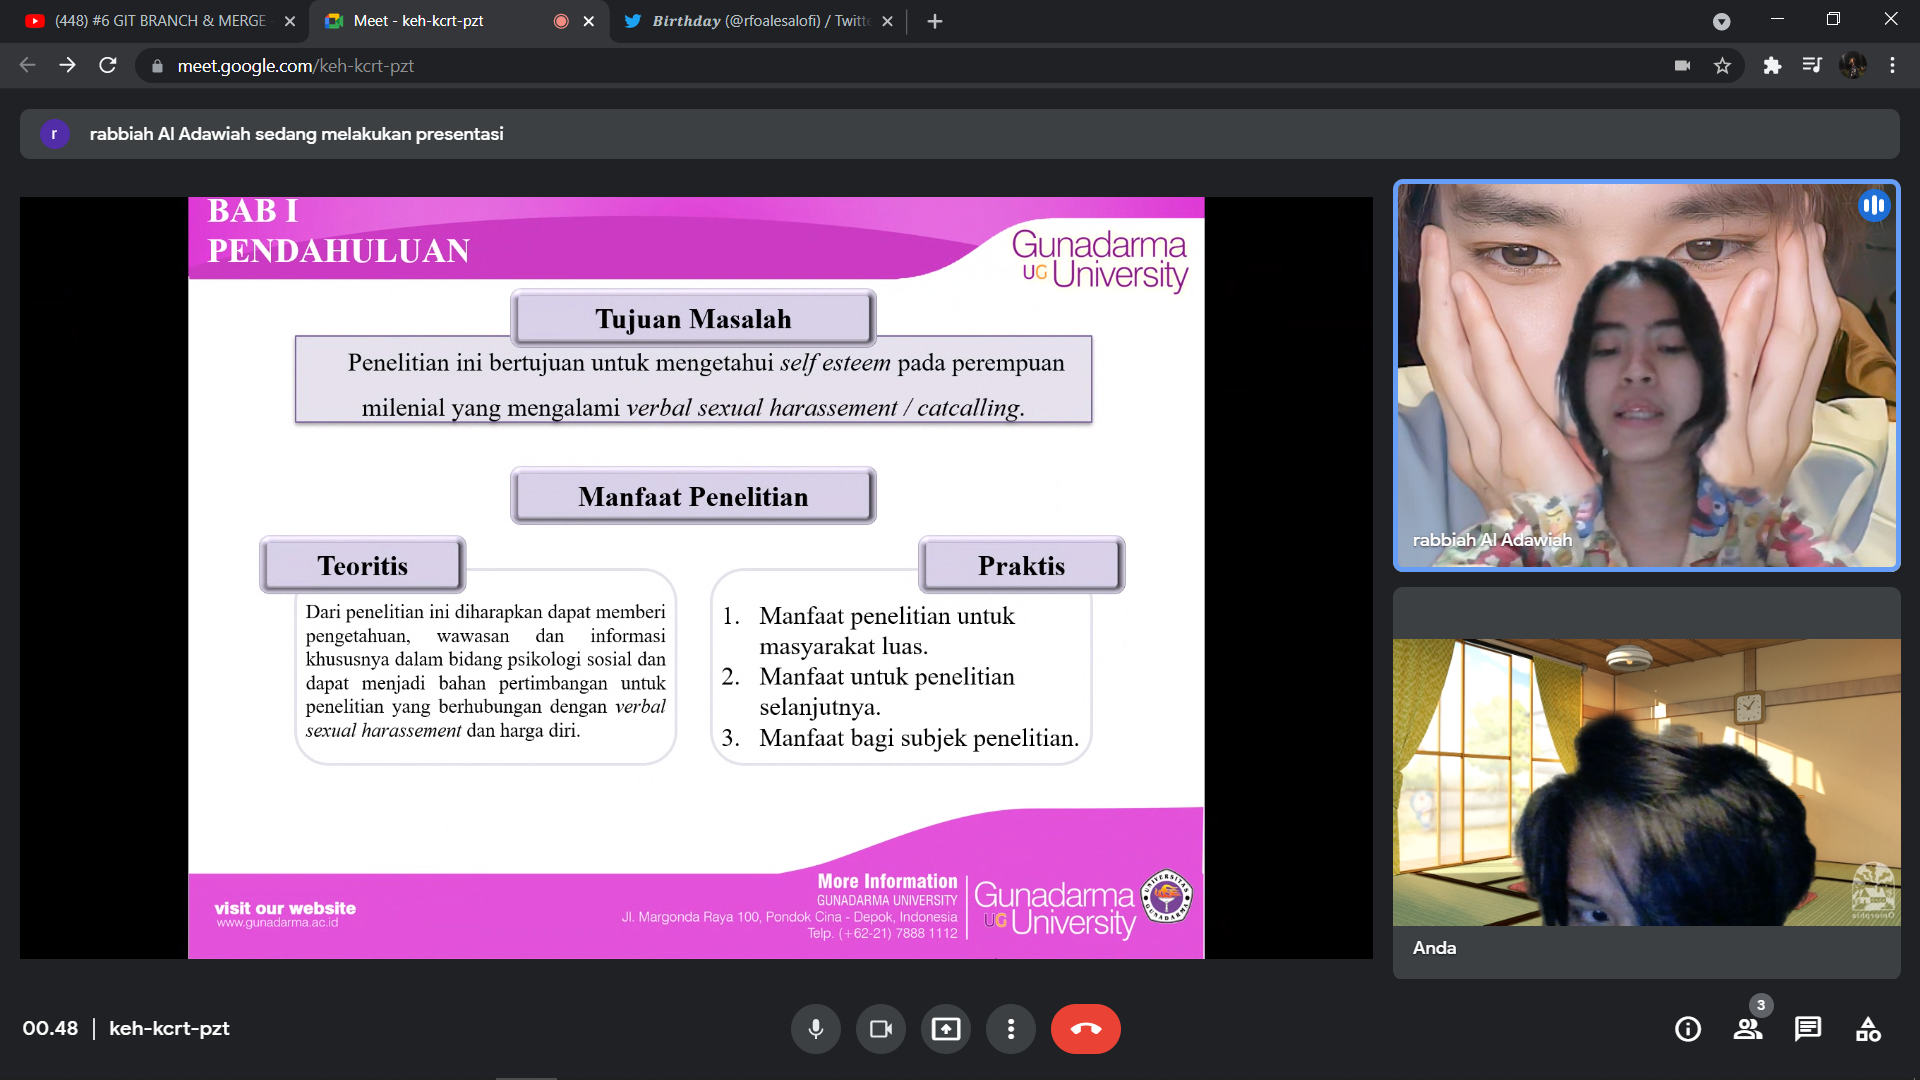 (448) #6 GIT BRANCH & MERGE
Meet - keh-kcrt-pzt
Birthday (@rfoalesalofi) / Twitt
meet.google.com/keh-kcrt-pzt
r
rabbiah Al Adawiah sedang melakukan presentasi
BAB I
PENDAHULUAN
Gunadarma
UG University
Tujuan Masalah
Penelitian ini bertujuan untuk mengetahui self esteem pada perempuan
milenial yang mengalami verbal sexual harassement / catcalling.
Manfaat Penelitian
Teoritis
Dari penelitian ini diharapkan dapat memberi
pengetahuan, wawasan dan informasi
khususnya dalam bidang psikologi sosial dan
dapat menjadi bahan pertimbangan untuk
penelitian yang berhubungan dengan verbal
sexual harassement dan harga diri.
Praktis
1. Manfaat penelitian untuk
masyarakat luas.
2. Manfaat untuk penelitian
selanjutnya.
3. Manfaat bagi subjek penelitian.
visit our website
www.gunadarma.ac.id
More Information
GUNADARMA UNIVERSITY
Jl. Margonda Raya 100, Pondok Cina - Depok, Indonesia
Telp. (+62-21) 7888 1112
Gunadarma
UG University
UNIVERSITAS
GUNADARMA
rabbiah Al Adawiah
Anda
00.48 | keh-kcrt-pzt
3